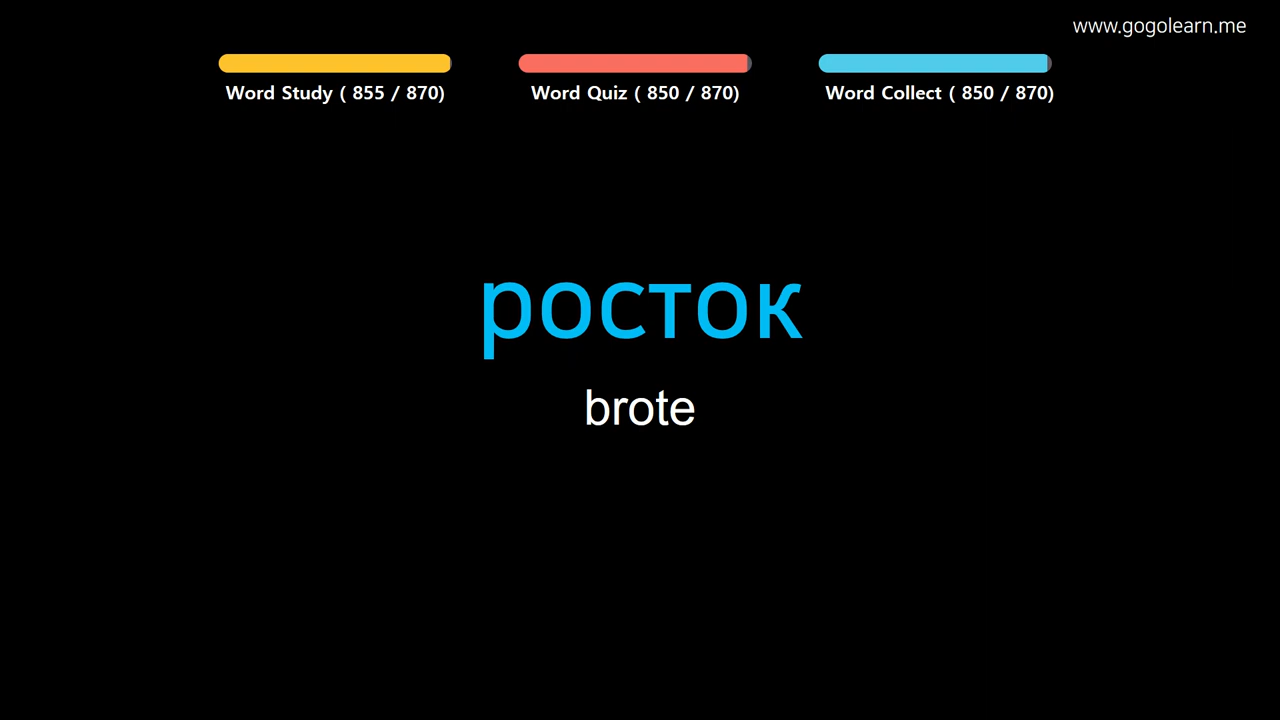 www.gogolearn.me
Word Study ( 855 / 870)
Word Quiz ( 850 / 870)
Word Collect ( 850 / 870)
росток
brote